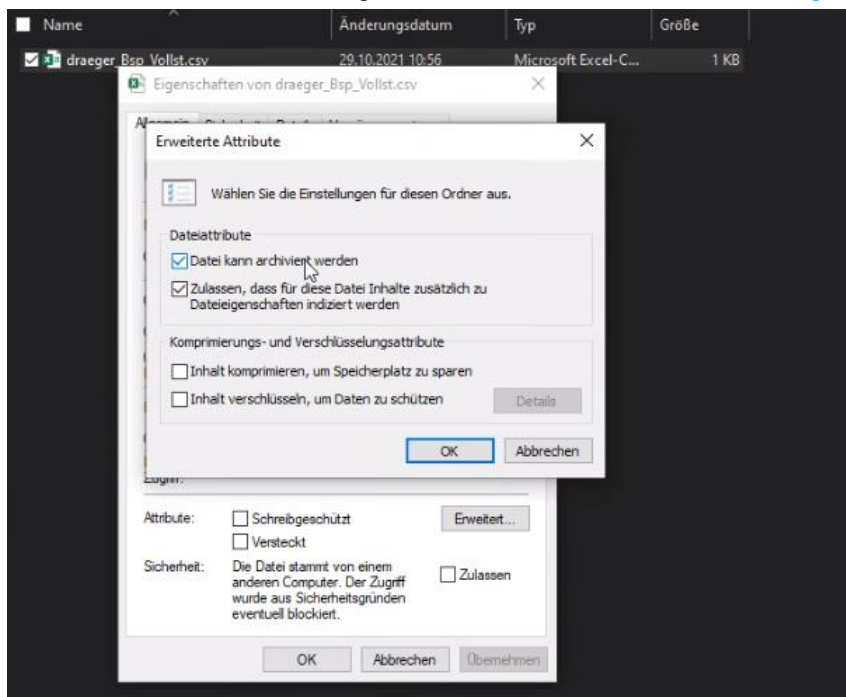 Name Änderungsdatum Typ Größe
draeger_Bsp_Vollst.csv 29.10.2021 10:56 Microsoft Excel-C... 1 KB
Eigenschaften von draeger_Bsp_Vollst.csv
Erweiterte Attribute
Wählen Sie die Einstellungen für diesen Ordner aus.
Dateiattribute
Datei kann archiviert werden
Zulassen, dass für diese Datei Inhalte zusätzlich zu
Dateieigenschaften indiziert werden
Komprimierungs- und Verschlüsselungsattribute
Inhalt komprimieren, um Speicherplatz zu sparen
Inhalt verschlüsseln, um Daten zu schützen Details
OK Abbrechen
Attribute: Schreibgeschützt Erweitert...
Versteckt
Sicherheit: Die Datei stammt von einem
anderen Computer. Der Zugriff Zulassen
wurde aus Sicherheitsgründen
eventuell blockiert.
OK Abbrechen Übernehmen